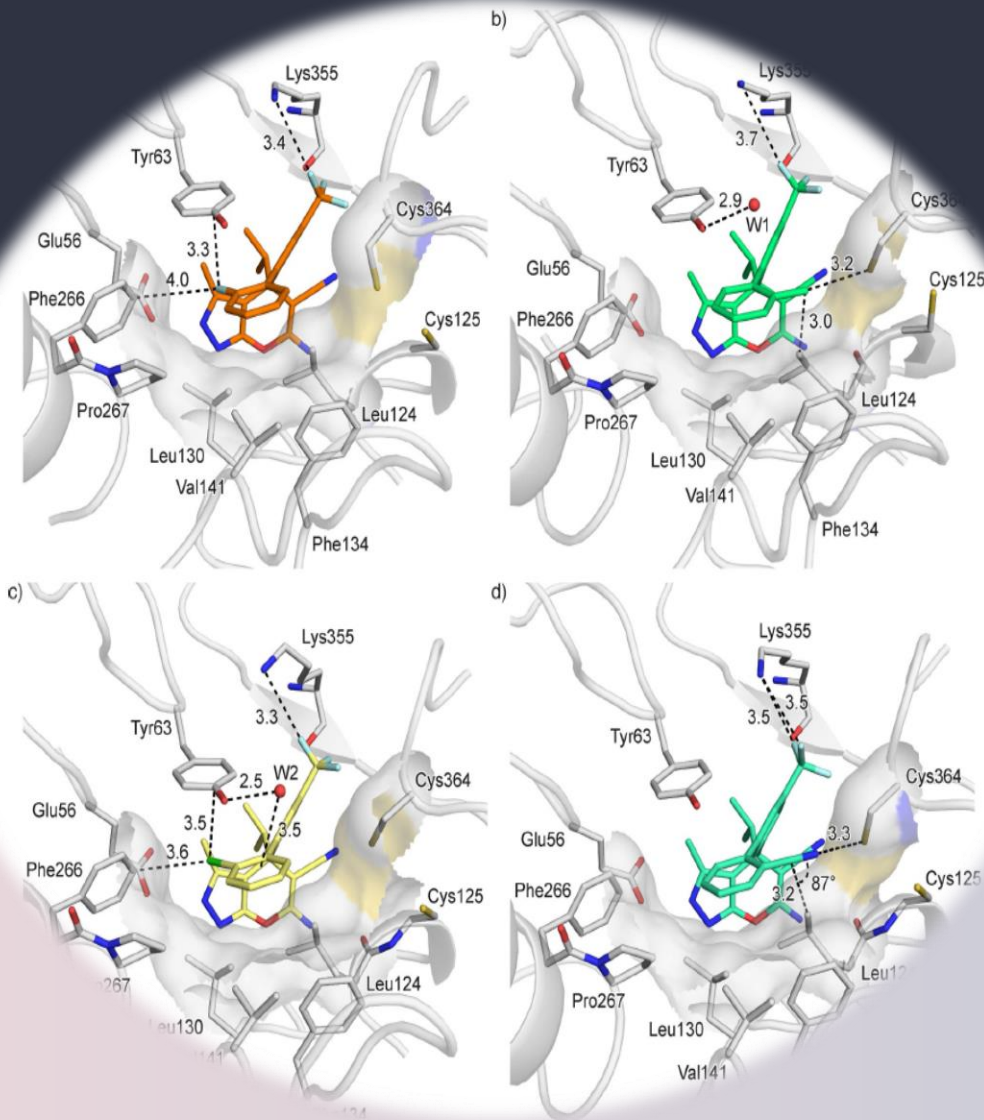 Lys355
3.4
Tyr63
Cys364
Glu56
3.3
4.0
Phe266
Cys125
Pro267
Leu124
Leu130
Val141
Phe134
b)
3.7
Tyr63
2.9
W1
Cys364
Glu56
3.2
Cys125
Phe266
3.0
Leu124
Pro267
Leu130
Val141
Phe134
c)
Lys355
3.3
Tyr63
W2
2.5
Cys364
Glu56
3.5
3.5
3.6
Phe266
Cys125
Leu124
d)
Lys355
3.5
3.5
Tyr63
Cys364
Glu56
3.3
3.2
87°
Cys125
Phe266
Pro267
Leu130
Val141